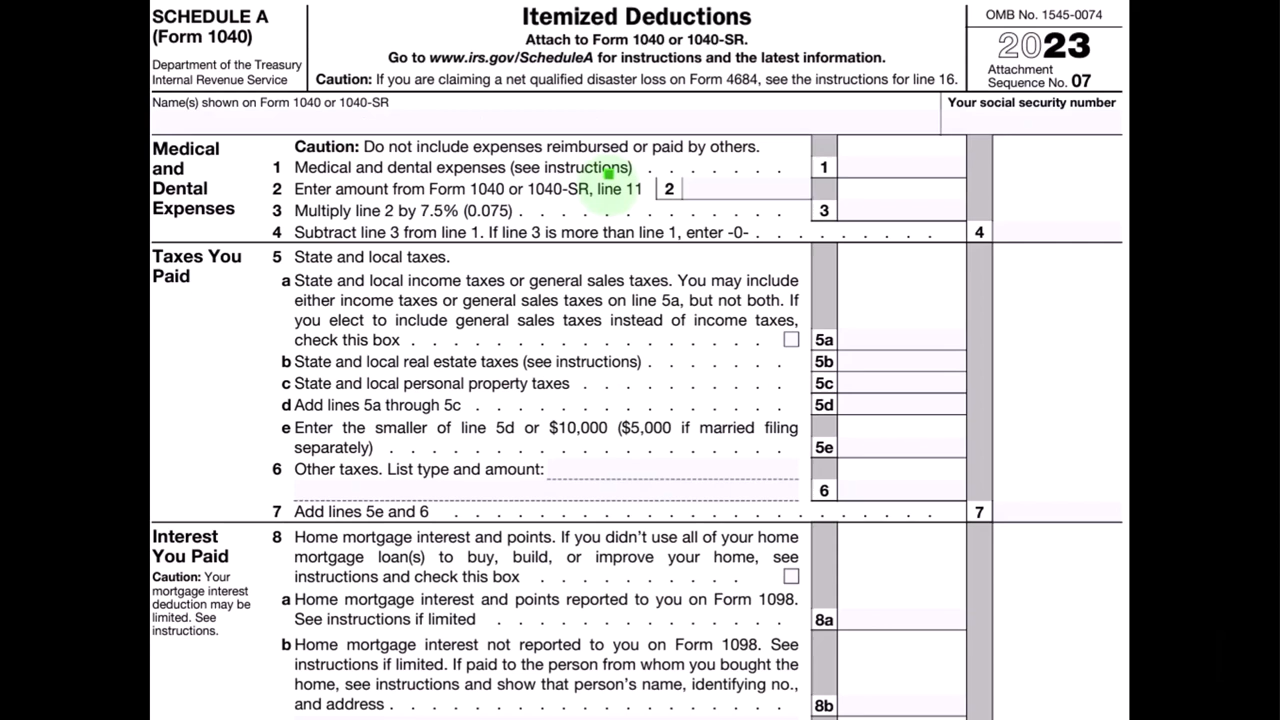 SCHEDULE A
(Form 1040)
Department of the Treasury
Internal Revenue Service
Itemized Deductions
Attach to Form 1040 or 1040-SR.
Go to www.irs.gov/ScheduleA for instructions and the latest information.
Caution: If you are claiming a net qualified disaster loss on Form 4684, see the instructions for line 16.
OMB No. 1545-0074
2023
Attachment
Sequence No. 07
Name(s) shown on Form 1040 or 1040-SR
Your social security number
Medical
and
Dental
Expenses
Caution: Do not include expenses reimbursed or paid by others.
1 Medical and dental expenses (see instructions) . . . . . . . 1
2 Enter amount from Form 1040 or 1040-SR, line 11 2
3 Multiply line 2 by 7.5% (0.075) . . . . . . . . . . . . . 3
4 Subtract line 3 from line 1. If line 3 is more than line 1, enter -0- . . . . . . . . . 4
Taxes You
Paid
5 State and local taxes.
a State and local income taxes or general sales taxes. You may include
either income taxes or general sales taxes on line 5a, but not both. If
you elect to include general sales taxes instead of income taxes,
check this box . . . . . . . . . . . . . . . . . 5a
b State and local real estate taxes (see instructions) . . . . . . . 5b
c State and local personal property taxes . . . . . . . . . . 5c
d Add lines 5a through 5c . . . . . . . . . . . . . . . 5d
e Enter the smaller of line 5d or $10,000 ($5,000 if married filing
separately) . . . . . . . . . . . . . . . . . . . 5e
6 Other taxes. List type and amount:
6
7 Add lines 5e and 6 . . . . . . . . . . . . . . . . . . . . . . 7
Interest
You Paid
Caution: Your
mortgage interest
deduction may be
limited. See
instructions.
8 Home mortgage interest and points. If you didn’t use all of your home
mortgage loan(s) to buy, build, or improve your home, see
instructions and check this box . . . . . . . . . .
a Home mortgage interest and points reported to you on Form 1098.
See instructions if limited . . . . . . . . . . . . . . 8a
b Home mortgage interest not reported to you on Form 1098. See
instructions if limited. If paid to the person from whom you bought the
home, see instructions and show that person’s name, identifying no.,
and address . . . . . . . . . . . . . . . . . . 8b